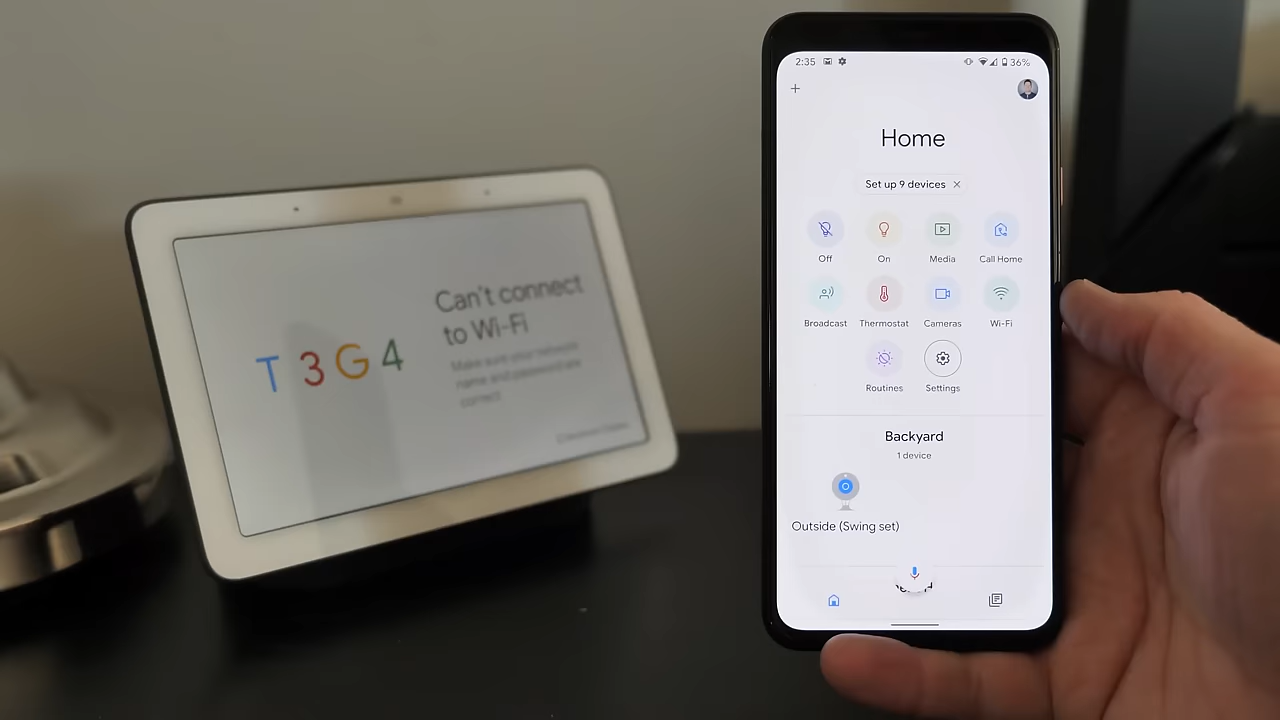 T 3 G 4
Can't connect
to Wi-Fi
Make sure your network
name and password are
correct
2:35
36%
Home
Set up 9 devices
Off
On
Media
Call Home
Broadcast
Thermostat
Cameras
Wi-Fi
Routines
Settings
Backyard
1 device
Outside (Swing set)